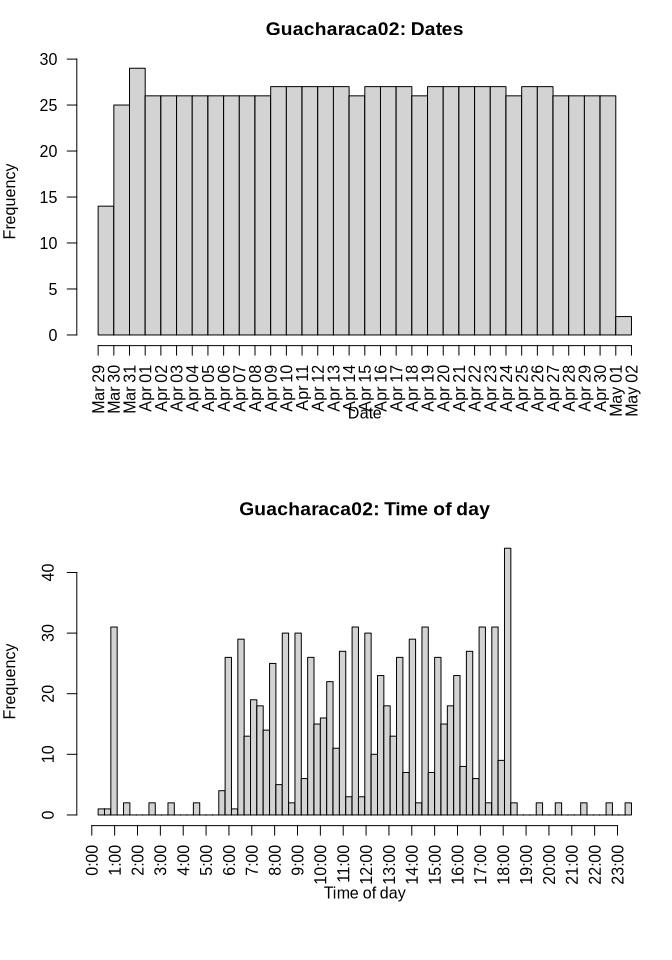 Guacharaca02: Dates
30
25
20
15
10
5
0
Frequency
Mar 29
Mar 30
Mar 31
Apr 01
Apr 02
Apr 03
Apr 04
Apr 05
Apr 06
Apr 07
Apr 08
Apr 09
Apr 10
Apr 11
Apr 12
Apr 13
Apr 14
Apr 15
Apr 16
Apr 17
Apr 18
Apr 19
Apr 20
Apr 21
Apr 22
Apr 23
Apr 24
Apr 25
Apr 26
Apr 27
Apr 28
Apr 29
Apr 30
May 01
May 02
Date
Guacharaca02: Time of day
40
30
20
10
0
Frequency
0:00
1:00
2:00
3:00
4:00
5:00
6:00
7:00
8:00
9:00
10:00
11:00
12:00
13:00
14:00
15:00
16:00
17:00
18:00
19:00
20:00
21:00
22:00
23:00
Time of day